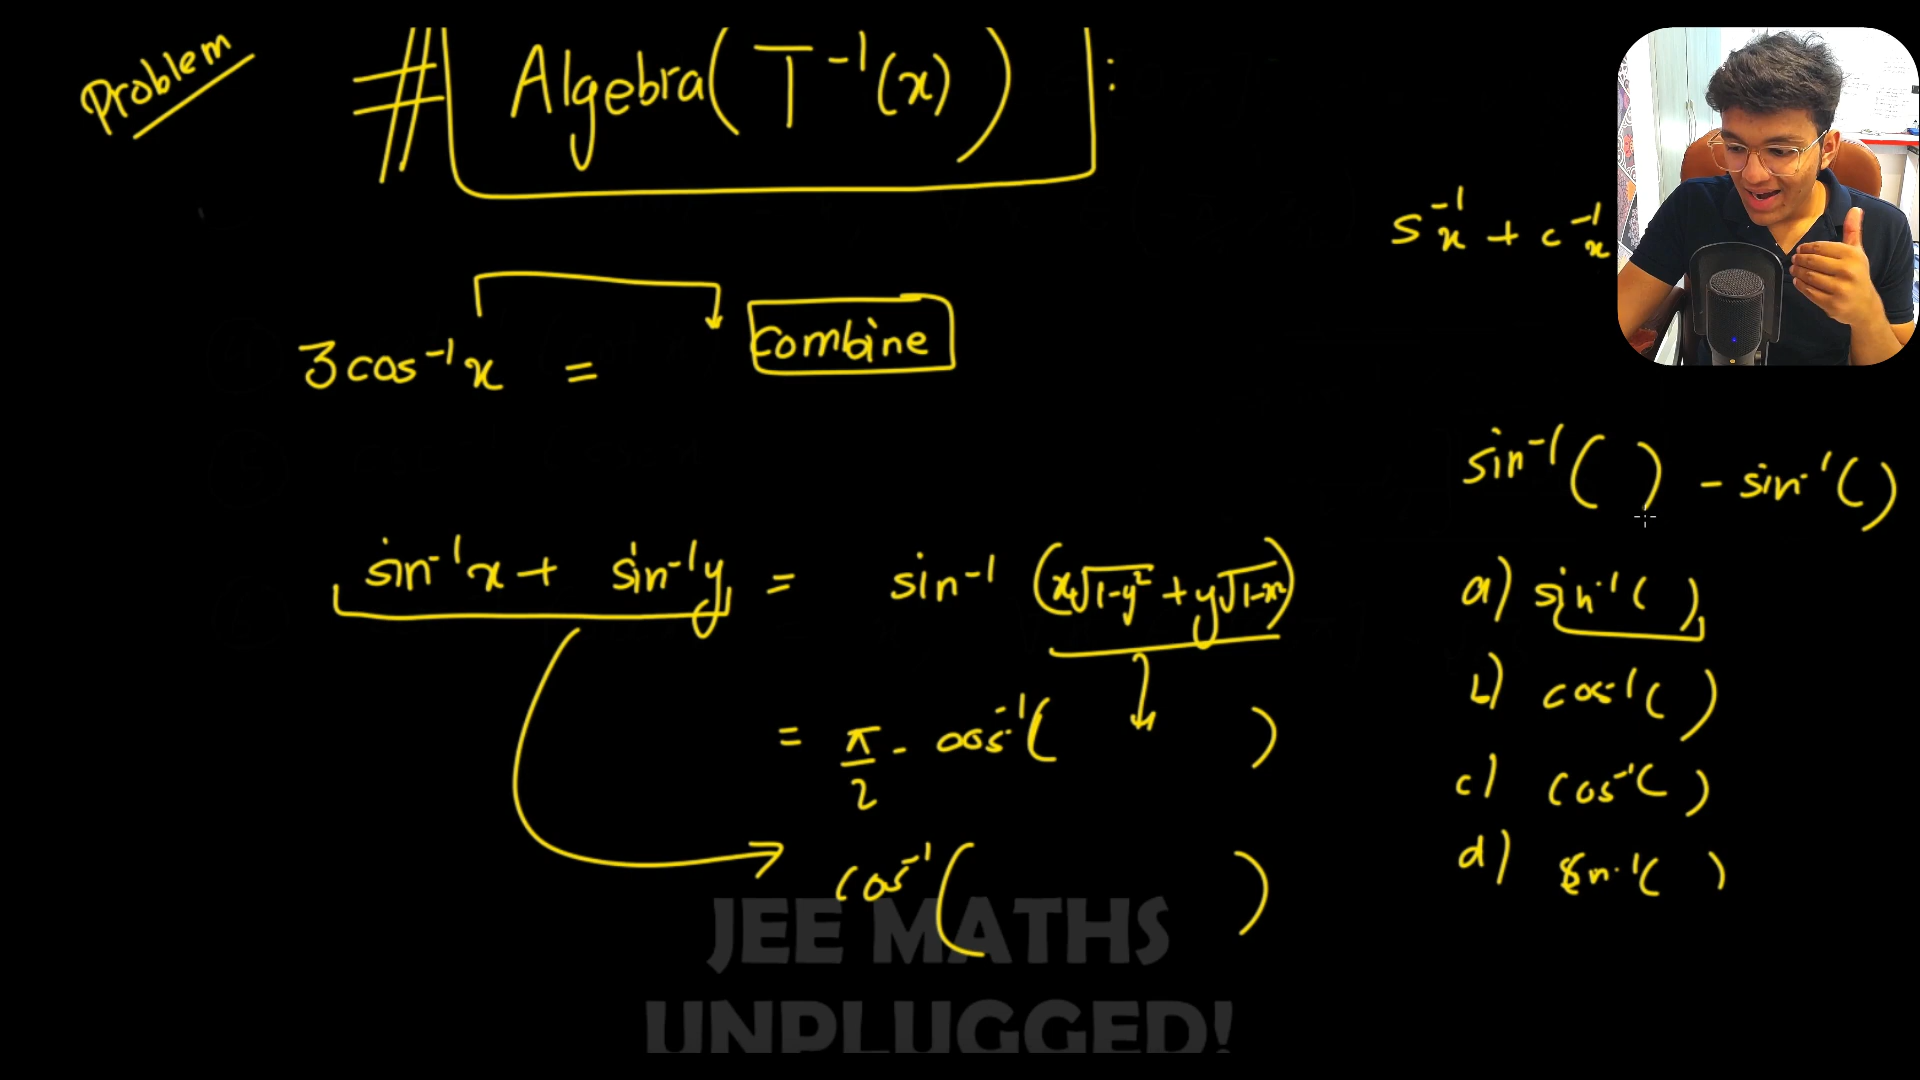 Problem
# Algebra(T⁻¹(x)) :
s⁻¹x + c⁻¹x
3cos⁻¹x =
combine
sin⁻¹( ) - sin⁻¹( )
sin⁻¹x + sin⁻¹y = sin⁻¹(x√1-y² + y√1-x²)
= π/2 - cos⁻¹( )
cos⁻¹( )
a) sin⁻¹( )
b) cos⁻¹( )
c) cos⁻¹( )
d) sin⁻¹( )
JEE MATHS
UNPLUGGED!